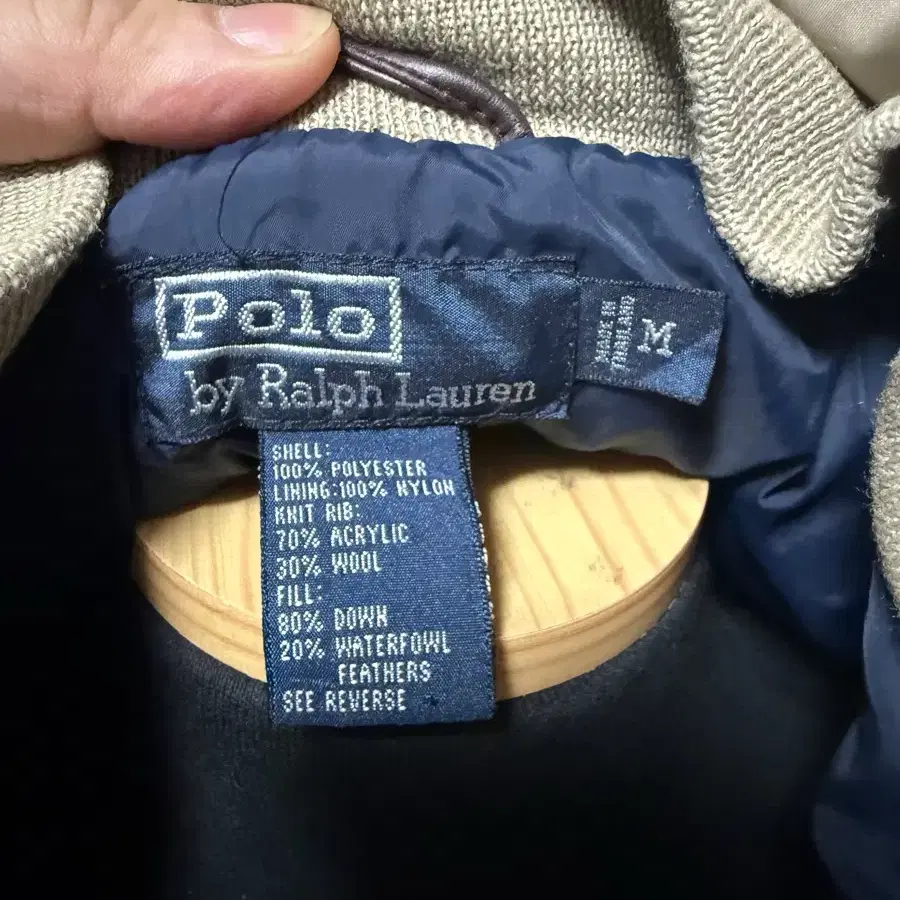 Polo
by Ralph Lauren
M
SHELL:
100% POLYESTER
LINING:100% NYLON
KNIT RIB:
70% ACRYLIC
30% WOOL
FILL:
80% DOWN
20% WATERFOWL
FEATHERS
SEE REVERSE